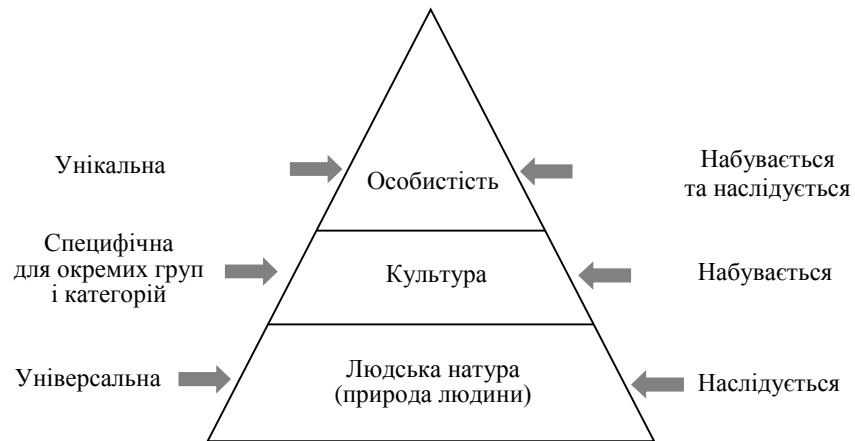 Унікальна
Особистість
Набувається
та наслідується
Специфічна
для окремих груп
і категорій
Культура
Набувається
Універсальна
Людська натура
(природа людини)
Наслідується